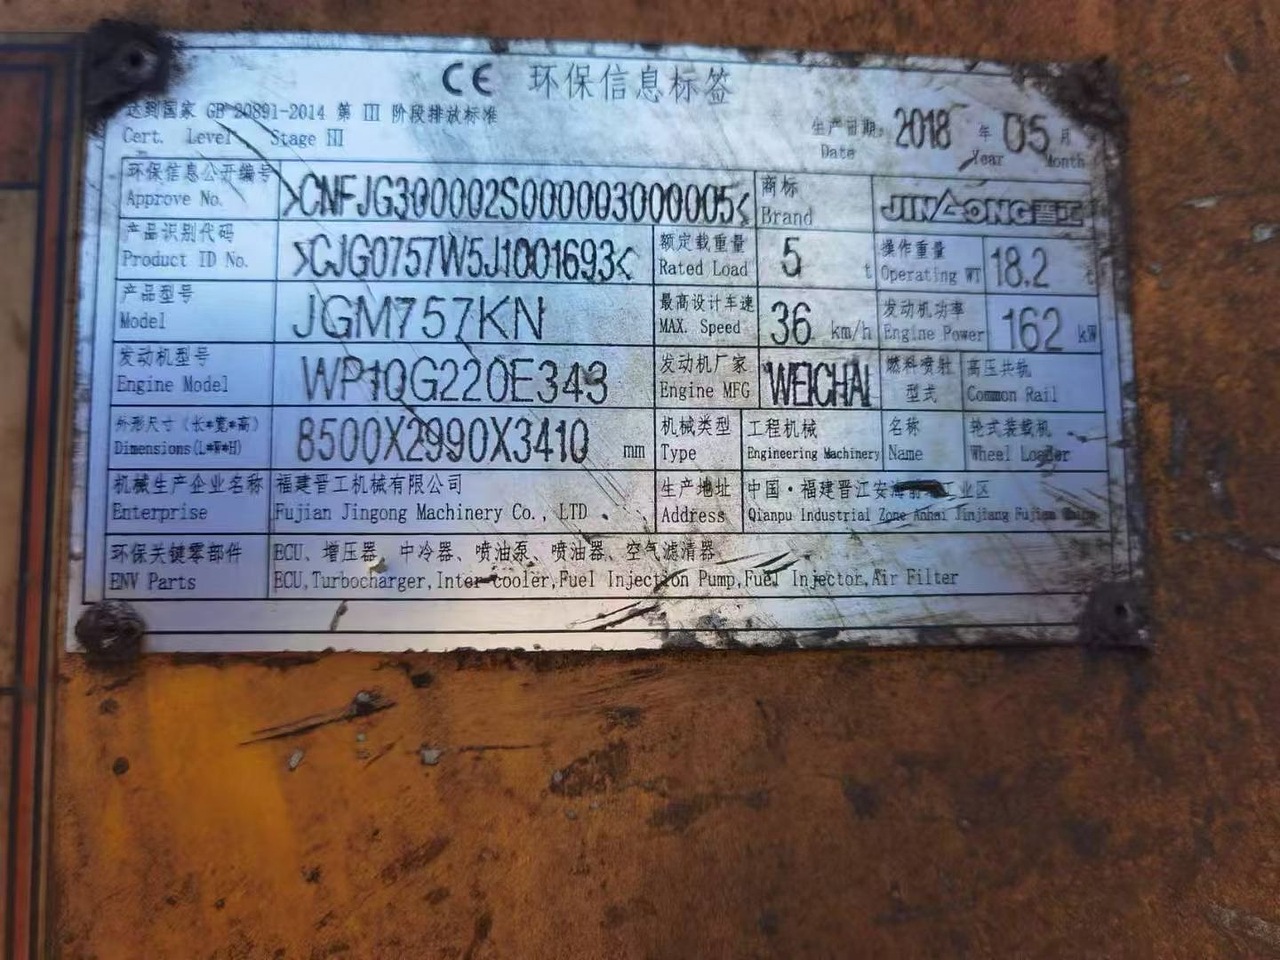 CE 环保信息标签
达到国家 GB 20891-2014 第 III 阶段排放标准
Cert. Level Stage III
生产日期: 2018 年 05 月
Date Year Month
环保信息公开编号 >CNFJG300002S000003000005< 商标 JINGONG晋工
Approve No. Brand
产品识别代码 >CJG0757W5J1001693< 额定载重量 5 t 操作重量 18.2 t
Product ID No. Rated Load Operating WT
产品型号 JGM757KN 最高设计车速 36 km/h 发动机功率 162 kW
Model MAX. Speed Engine Power
发动机型号 WP10G220E343 发动机厂家 WEICHAI 燃料喷射 高压共轨
Engine Model Engine MFG 型式 Common Rail
外形尺寸(长*宽*高) 8500X2990X3410 mm 机械类型 工程机械 名称 轮式装载机
Dimensions(L*W*H) Type Engineering Machinery Name Wheel Loader
机械生产企业名称 福建晋工机械有限公司 生产地址 中国·福建晋江安海 工业区
Enterprise Fujian Jingong Machinery Co., LTD. Address Qianpu Industrial Zone Anhai Jinjiang Fujian China
环保关键零部件 ECU、增压器、中冷器、喷油泵、喷油器、空气滤清器
ENV Parts ECU,Turbocharger,Inter-cooler,Fuel Injection Pump,Fuel Injector,Air Filter